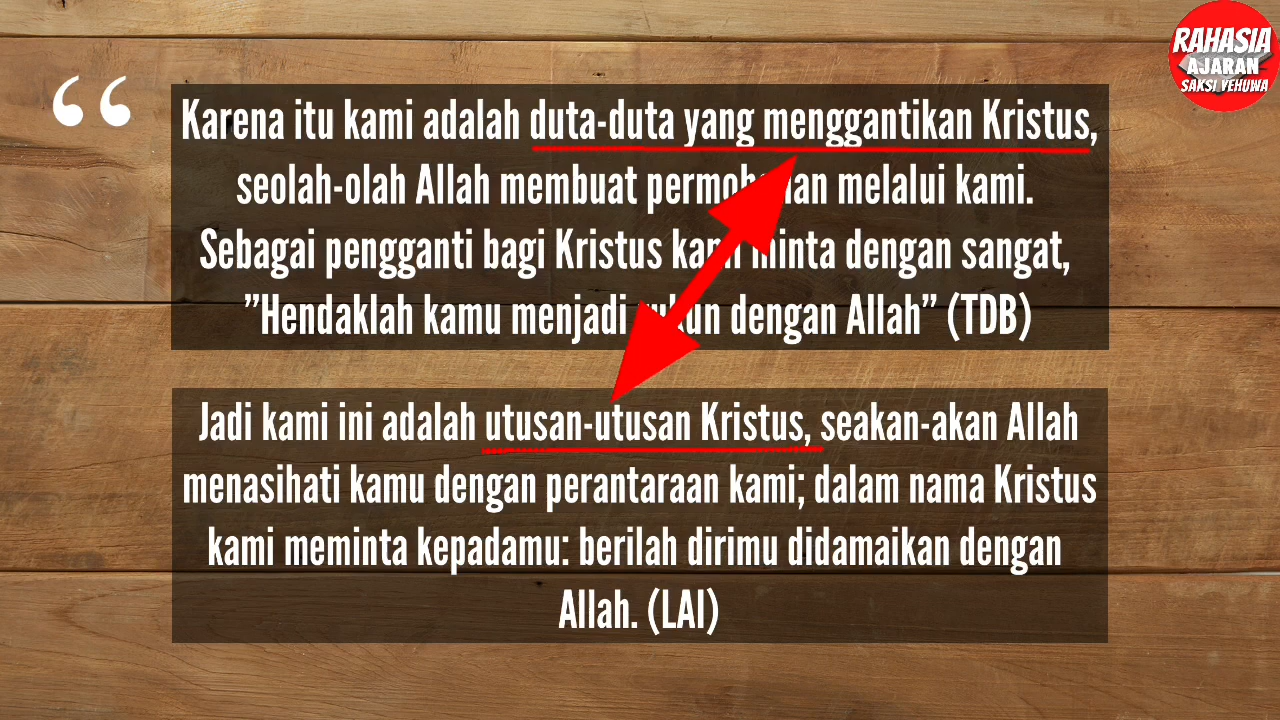 RAHASIA
AJARAN
SAKSI YEHUWA
“
Karena itu kami adalah duta-duta yang menggantikan Kristus,
seolah-olah Allah membuat melalui kami.
Sebagai pengganti bagi Kristus kami minta dengan sangat,
”Hendaklah kamu menjadi rukun dengan Allah” (TDB)
Jadi kami ini adalah utusan-utusan Kristus, seakan-akan Allah
menasihati kamu dengan perantaraan kami; dalam nama Kristus
kami meminta kepadamu: berilah dirimu didamaikan dengan
Allah. (LAI)